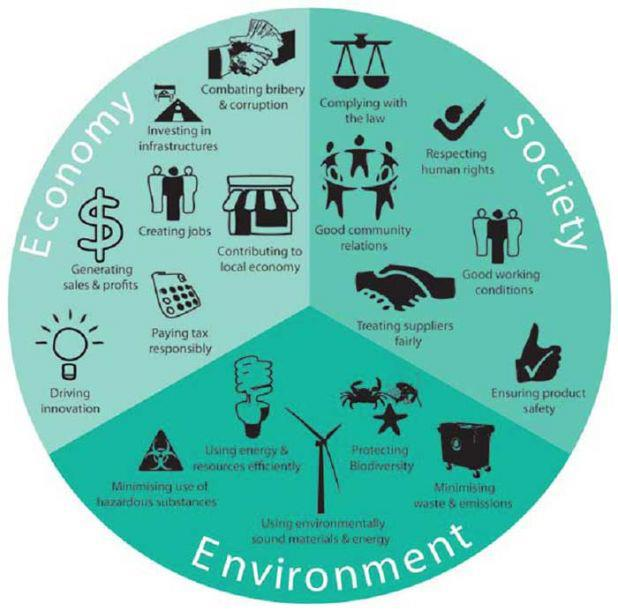 Economy
Combating bribery
& corruption
Investing in
infrastructures
Creating jobs
Contributing to
local economy
Generating
sales & profits
Paying tax
responsibly
Driving
innovation
Society
Complying with
the law
Respecting
human rights
Good community
relations
Good working
conditions
Treating suppliers
fairly
Ensuring product
safety
Using energy &
resources efficiently
Protecting
Biodiversity
Minimising use of
hazardous substances
Minimising
waste & emissions
Using environmentally
sound materials & energy
Environment